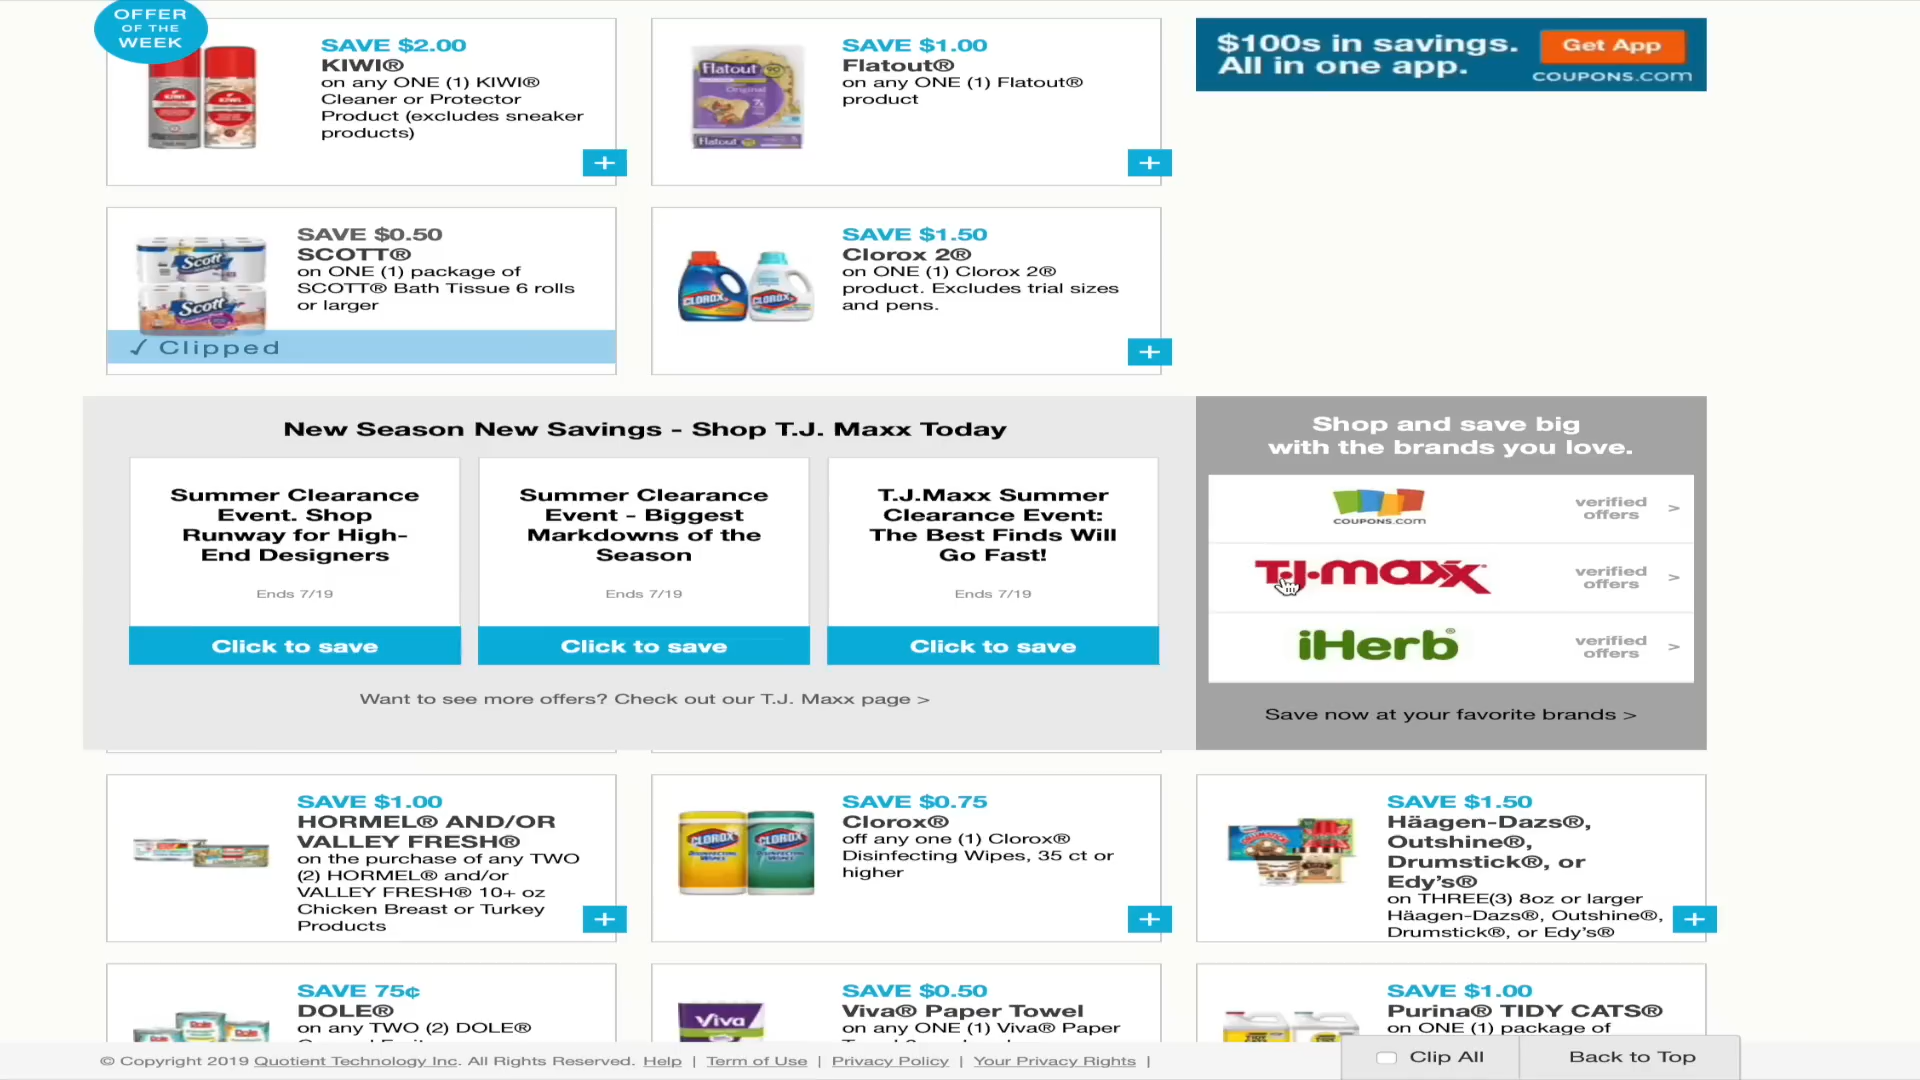 OFFER
OF THE
WEEK
SAVE $2.00
KIWI®
on any ONE (1) KIWI®
Cleaner or Protector
Product (excludes sneaker
products)
+
SAVE $1.00
Flatout®
on any ONE (1) Flatout®
product
+
Flatout
Original
$100s in savings.
All in one app.
Get App
COUPONS.com
SAVE $0.50
SCOTT®
on ONE (1) package of
SCOTT® Bath Tissue 6 rolls
or larger
Scott
Scott
✓ Clipped
SAVE $1.50
Clorox 2®
on ONE (1) Clorox 2®
product. Excludes trial sizes
and pens.
CLOROX
CLOROX
+
New Season New Savings - Shop T.J. Maxx Today
Summer Clearance
Event. Shop
Runway for High-
End Designers
Ends 7/19
Click to save
Summer Clearance
Event - Biggest
Markdowns of the
Season
Ends 7/19
Click to save
T.J.Maxx Summer
Clearance Event:
The Best Finds Will
Go Fast!
Ends 7/19
Click to save
Want to see more offers? Check out our T.J. Maxx page >
Shop and save big
with the brands you love.
COUPONS.com
verified
offers >
T.J.maxx
verified
offers >
iHerb®
verified
offers >
Save now at your favorite brands >
SAVE $1.00
HORMEL® AND/OR
VALLEY FRESH®
on the purchase of any TWO
(2) HORMEL® and/or
VALLEY FRESH® 10+ oz
Chicken Breast or Turkey
Products
+
SAVE $0.75
Clorox®
off any one (1) Clorox®
Disinfecting Wipes, 35 ct or
higher
CLOROX
CLOROX
+
SAVE $1.50
Häagen-Dazs®,
Outshine®,
Drumstick®, or
Edy's®
on THREE(3) 8oz or larger
Häagen-Dazs®, Outshine®,
Drumstick®, or Edy's®
+
SAVE 75¢
DOLE®
on any TWO (2) DOLE®
SAVE $0.50
Viva® Paper Towel
on any ONE (1) Viva® Paper
Viva
SAVE $1.00
Purina® TIDY CATS®
on ONE (1) package of
© Copyright 2019 Quotient Technology Inc. All Rights Reserved. Help | Term of Use | Privacy Policy | Your Privacy Rights |
Clip All
Back to Top